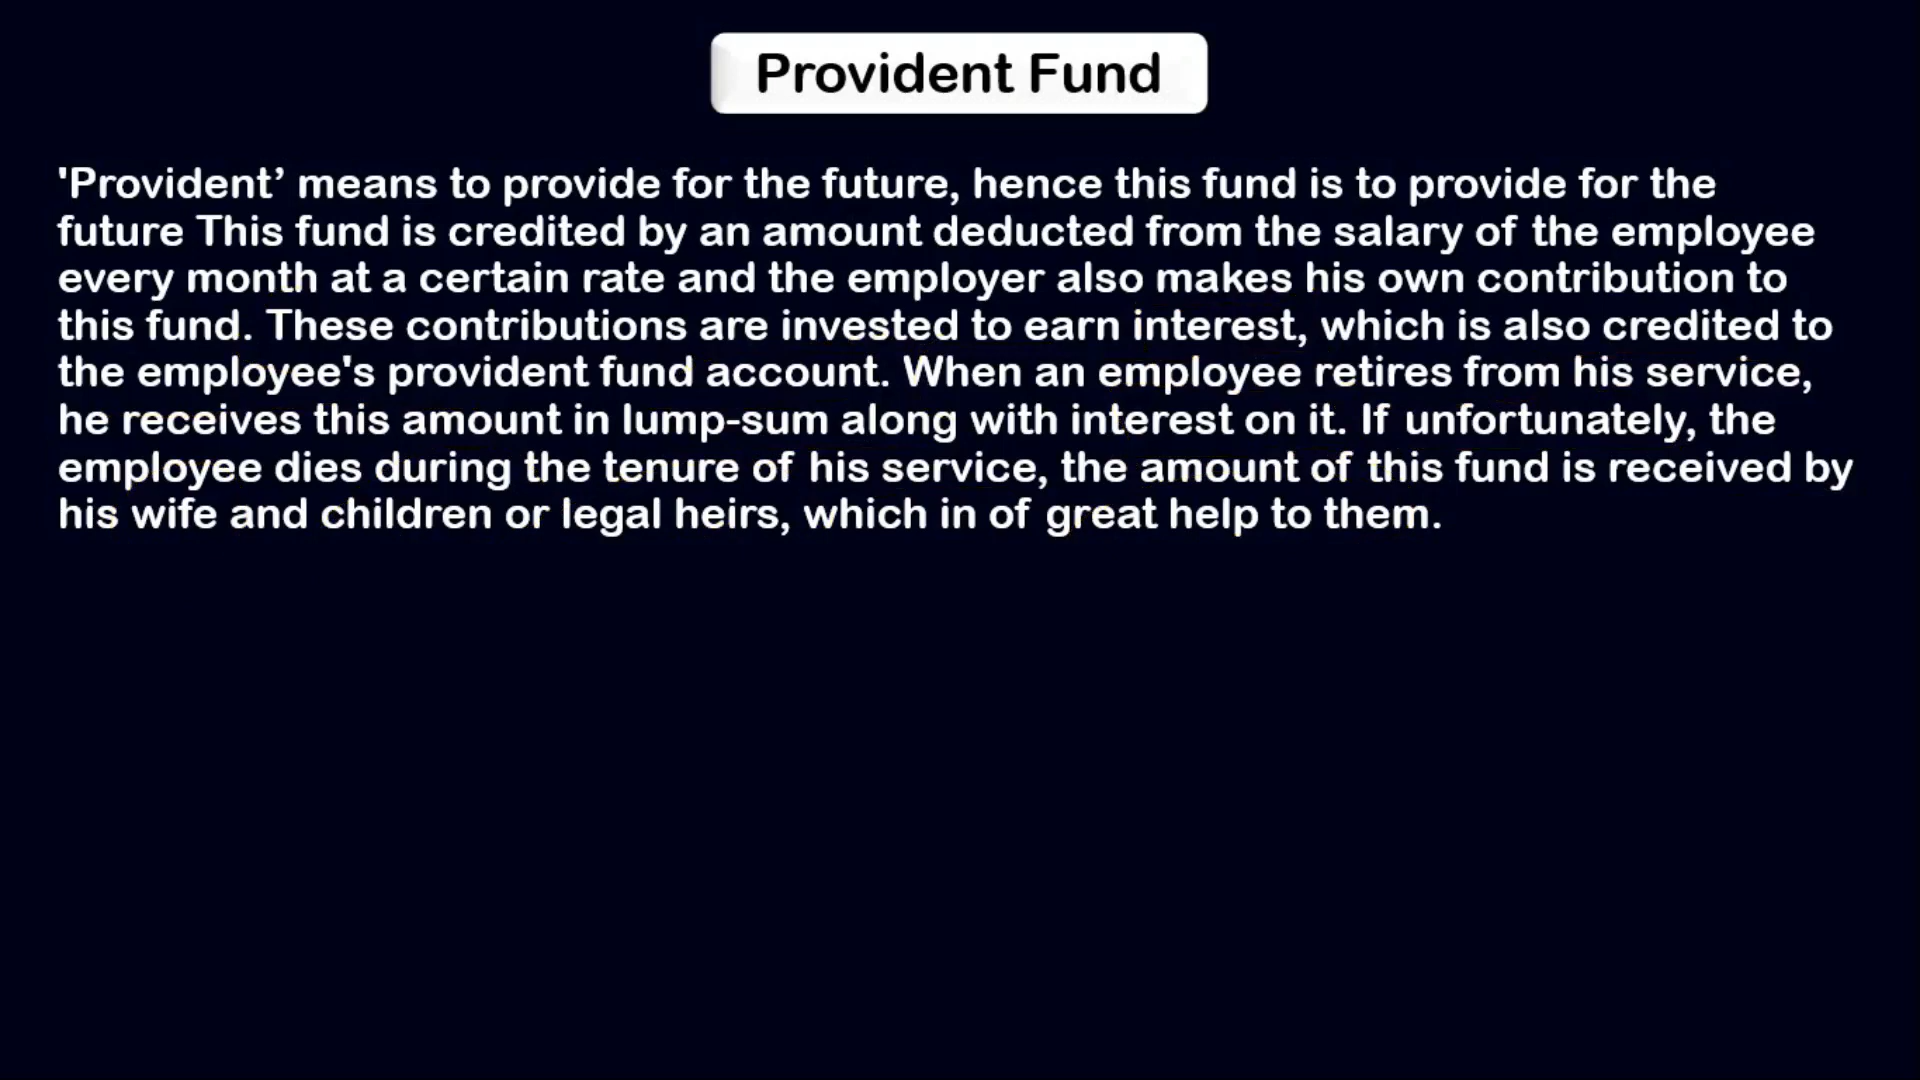 Provident Fund
'Provident’ means to provide for the future, hence this fund is to provide for the
future This fund is credited by an amount deducted from the salary of the employee
every month at a certain rate and the employer also makes his own contribution to
this fund. These contributions are invested to earn interest, which is also credited to
the employee's provident fund account. When an employee retires from his service,
he receives this amount in lump-sum along with interest on it. If unfortunately, the
employee dies during the tenure of his service, the amount of this fund is received by
his wife and children or legal heirs, which in of great help to them.